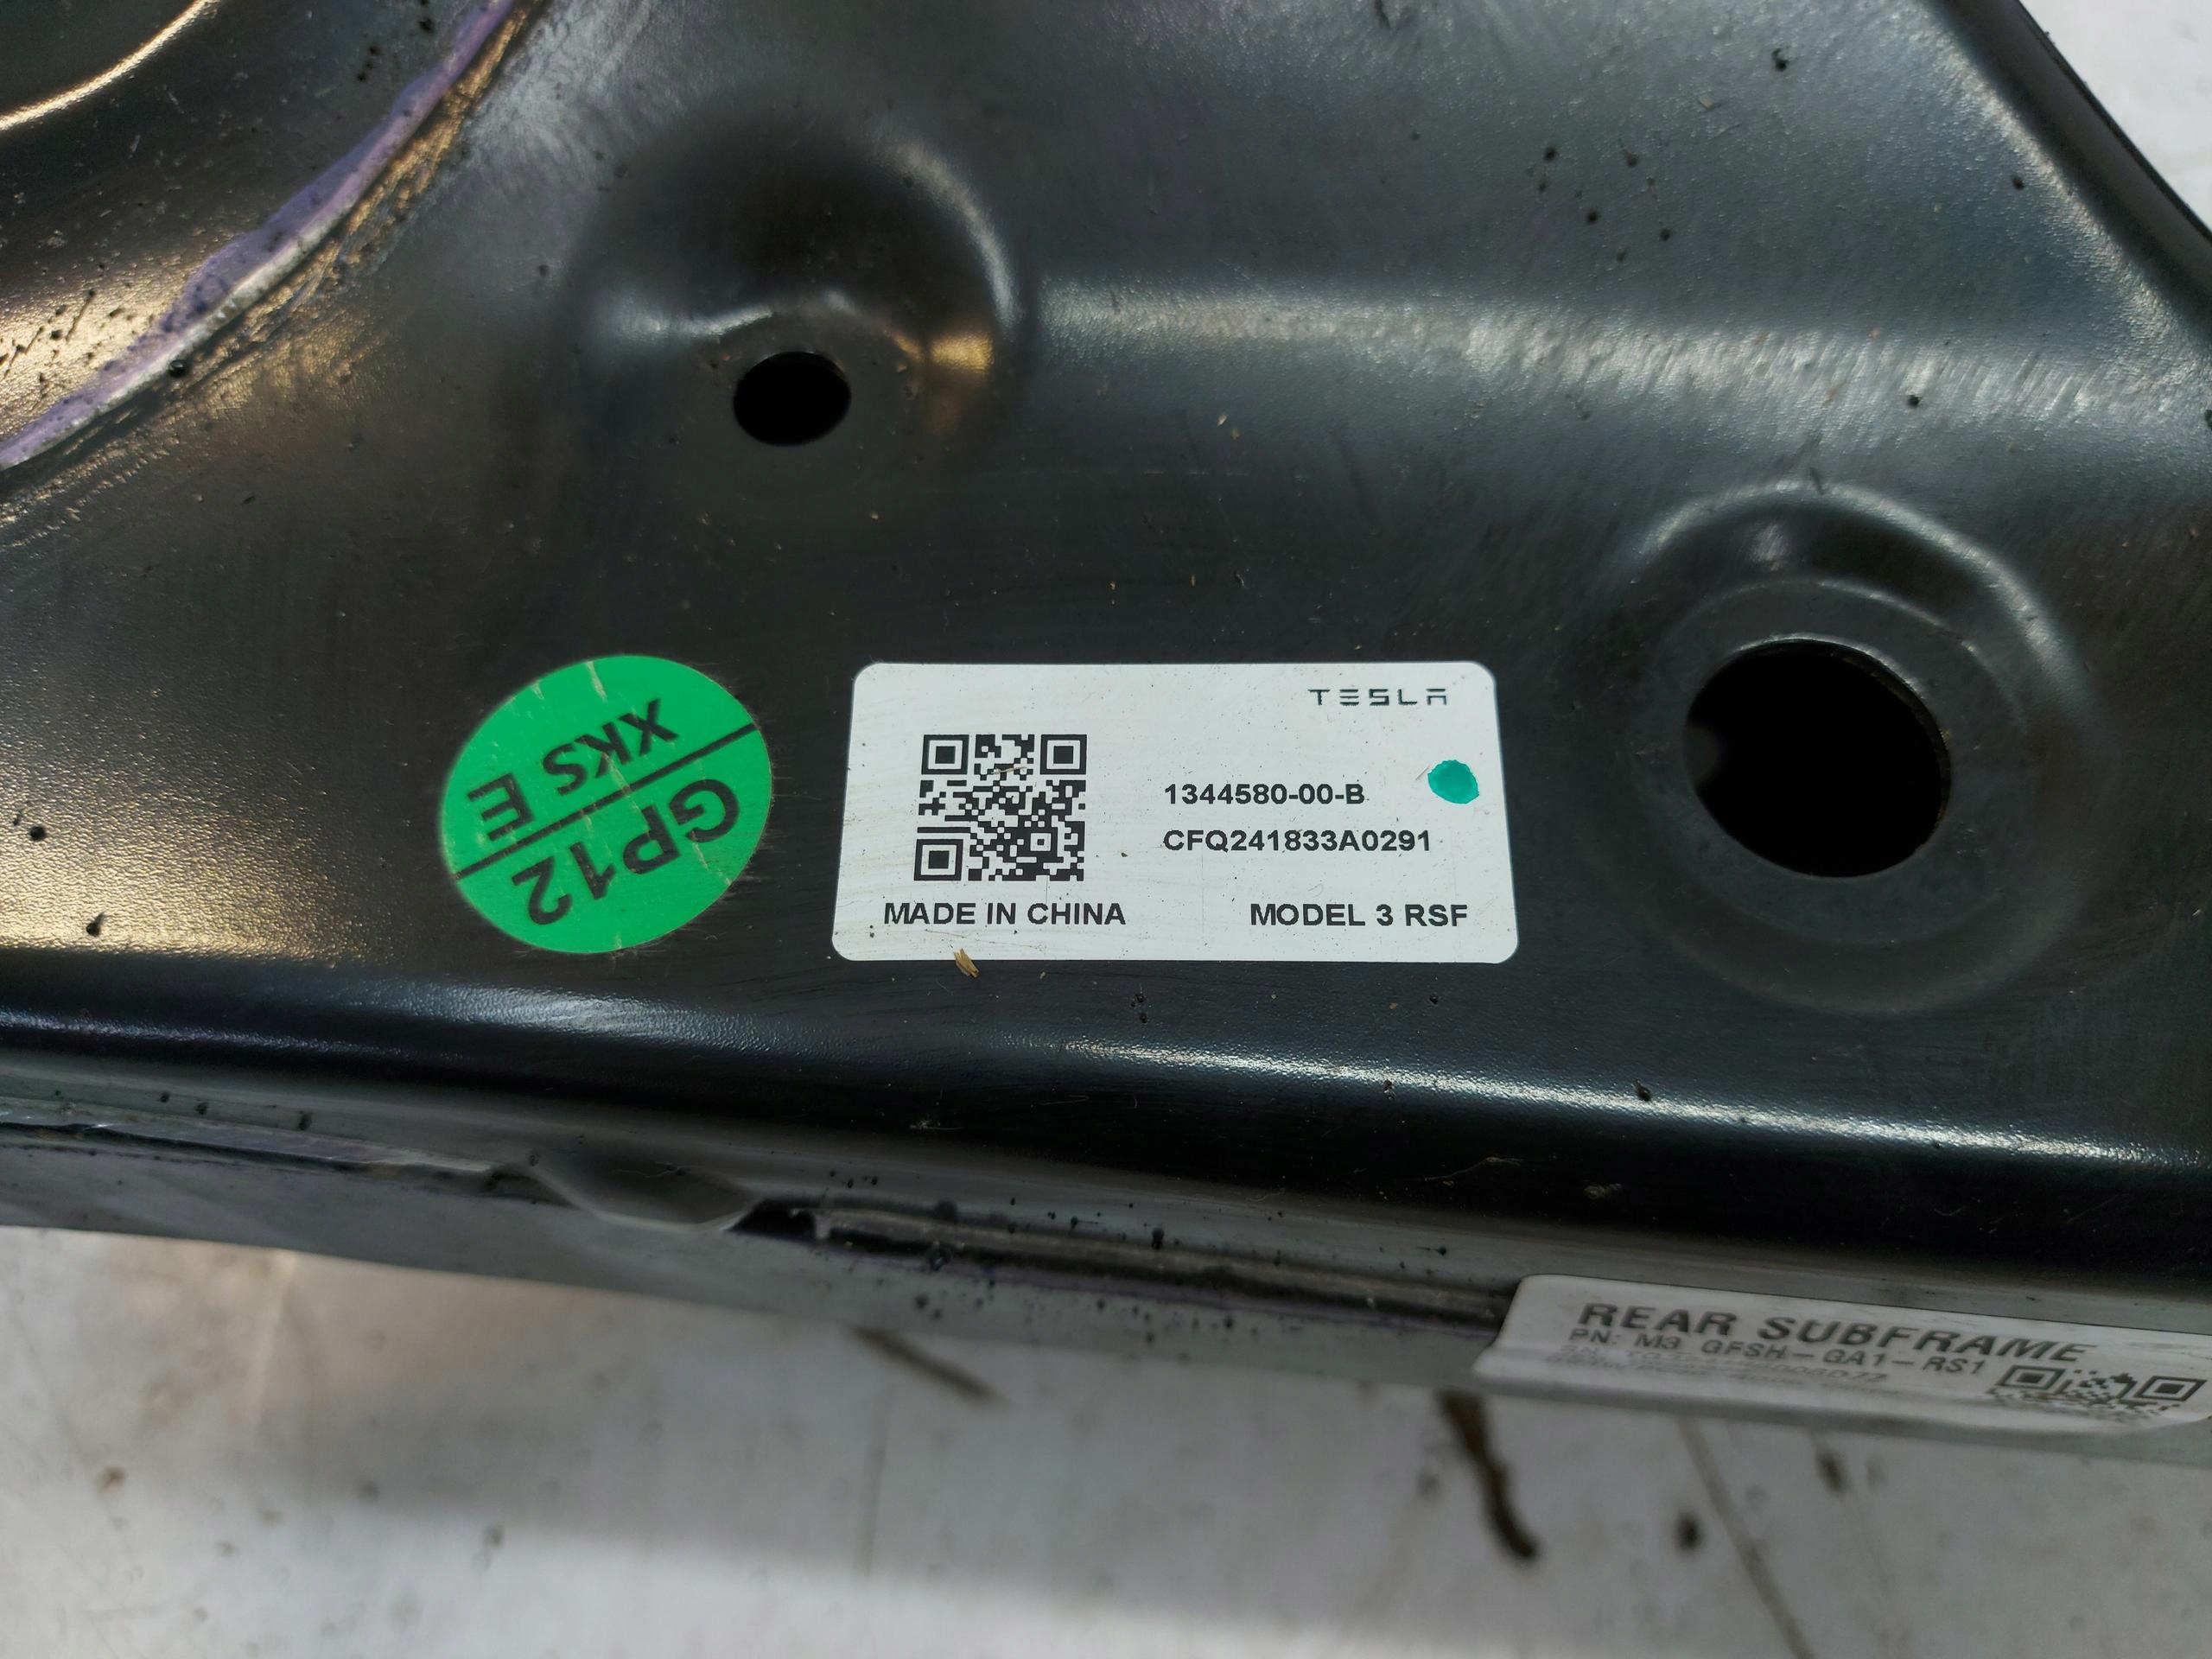 XKS E
GP12
TESLA
1344580-00-B
CFQ241833A0291
MADE IN CHINA
MODEL 3 RSF
REAR SUBFRAME
PN: M3 GFSH-GA1-RS1